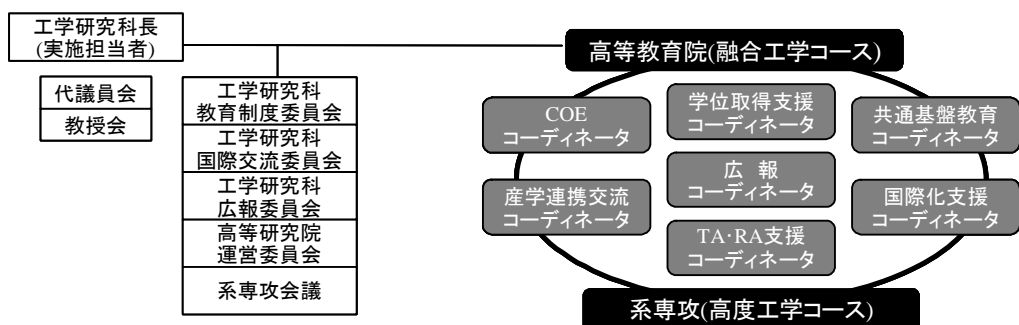 工学研究科長
(実施担当者)
代議員会
教授会
工学研究科
教育制度委員会
工学研究科
国際交流委員会
工学研究科
広報委員会
高等研究院
運営委員会
系専攻会議
高等教育院(融合工学コース)
COE
コーディネータ
学位取得支援
コーディネータ
共通基盤教育
コーディネータ
広 報
コーディネータ
産学連携交流
コーディネータ
国際化支援
コーディネータ
TA・RA支援
コーディネータ
系専攻(高度工学コース)